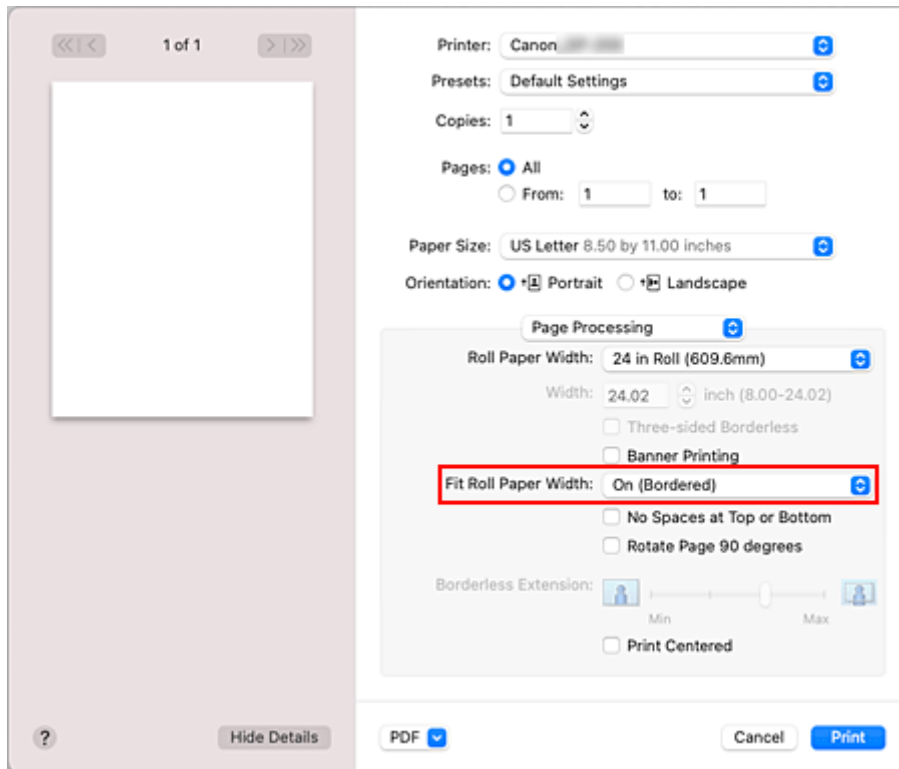 1 of 1
Printer: Canon
Presets: Default Settings
Copies: 1
Pages: All
From: 1 to: 1
Paper Size: US Letter 8.50 by 11.00 inches
Orientation: Portrait Landscape
Page Processing
Roll Paper Width: 24 in Roll (609.6mm)
Width: 24.02 inch (8.00-24.02)
Three-sided Borderless
Banner Printing
Fit Roll Paper Width: On (Bordered)
No Spaces at Top or Bottom
Rotate Page 90 degrees
Borderless Extension:
Min Max
Print Centered
? Hide Details PDF Cancel Print